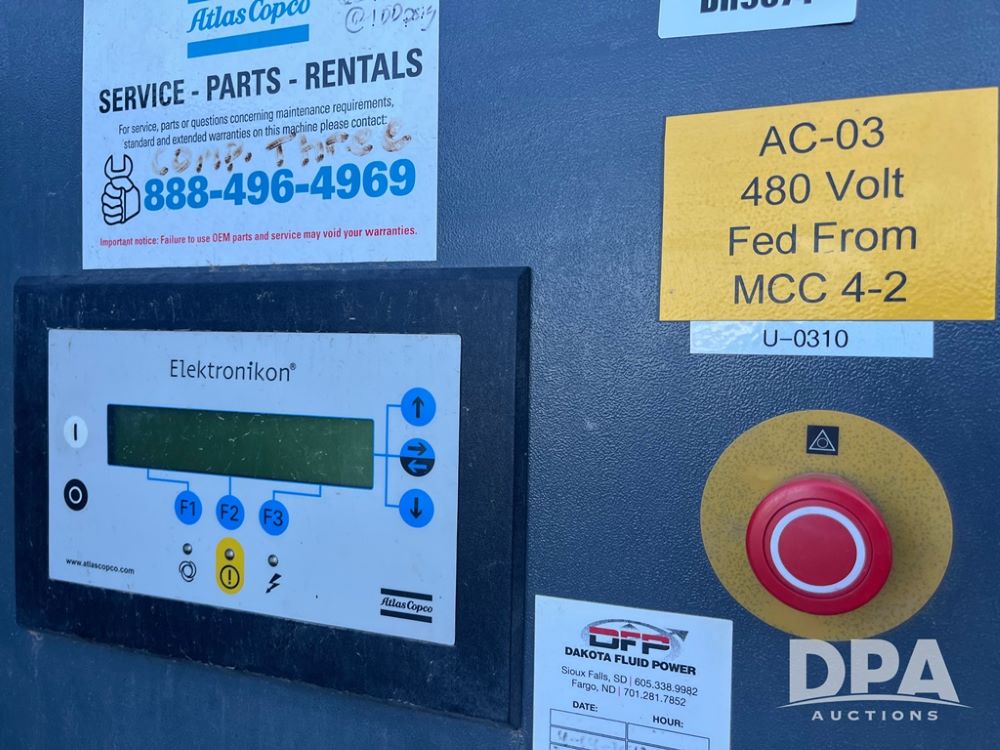 Atlas Copco
SERVICE - PARTS - RENTALS
For service, parts or questions concerning maintenance requirements,
standard and extended warranties on this machine please contact:
Comp. Three
888-496-4969
Important notice: Failure to use OEM parts and service may void your warranties.
AC-03
480 Volt
Fed From
MCC 4-2
U-0310
Elektronikon®
I
O
F1
F2
F3
www.atlascopco.com
Atlas Copco
DFP
DAKOTA FLUID POWER
Sioux Falls, SD | 605.338.9982
Fargo, ND | 701.281.7852
DATE:
HOUR:
DPA
AUCTIONS